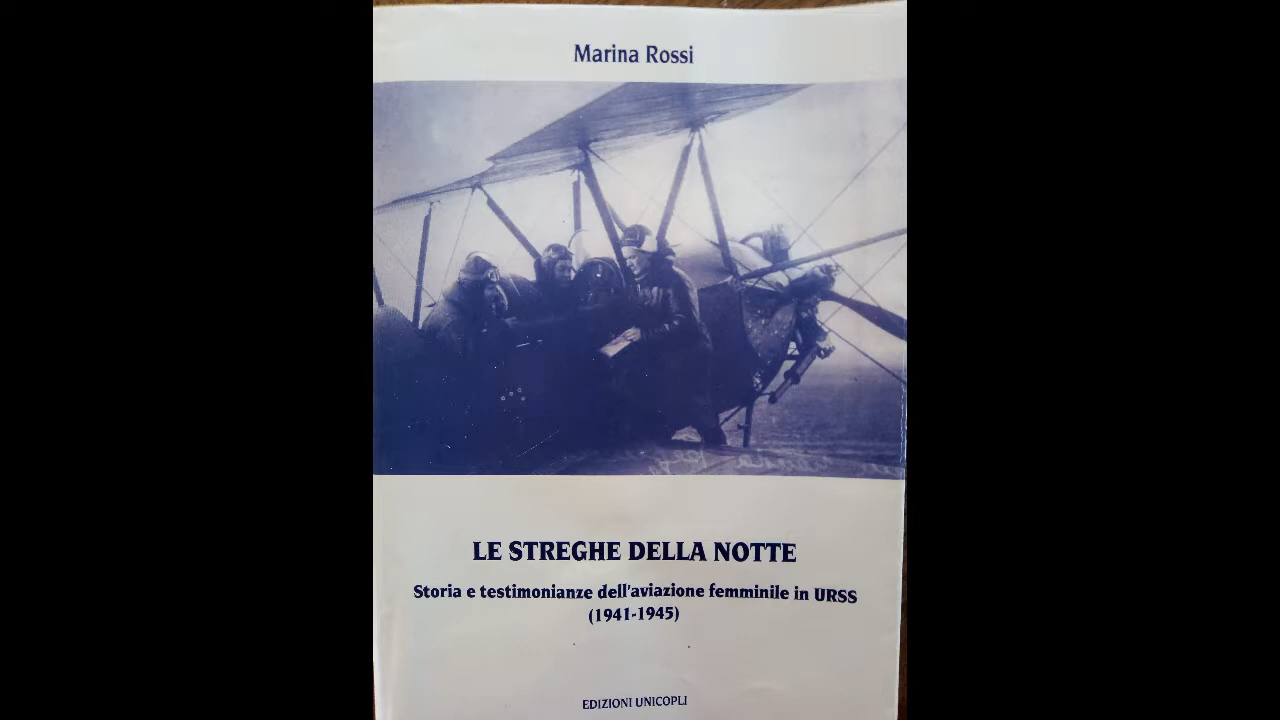 Marina Rossi
LE STREGHE DELLA NOTTE
Storia e testimonianze dell'aviazione femminile in URSS
(1941-1945)
EDIZIONI UNICOPLI